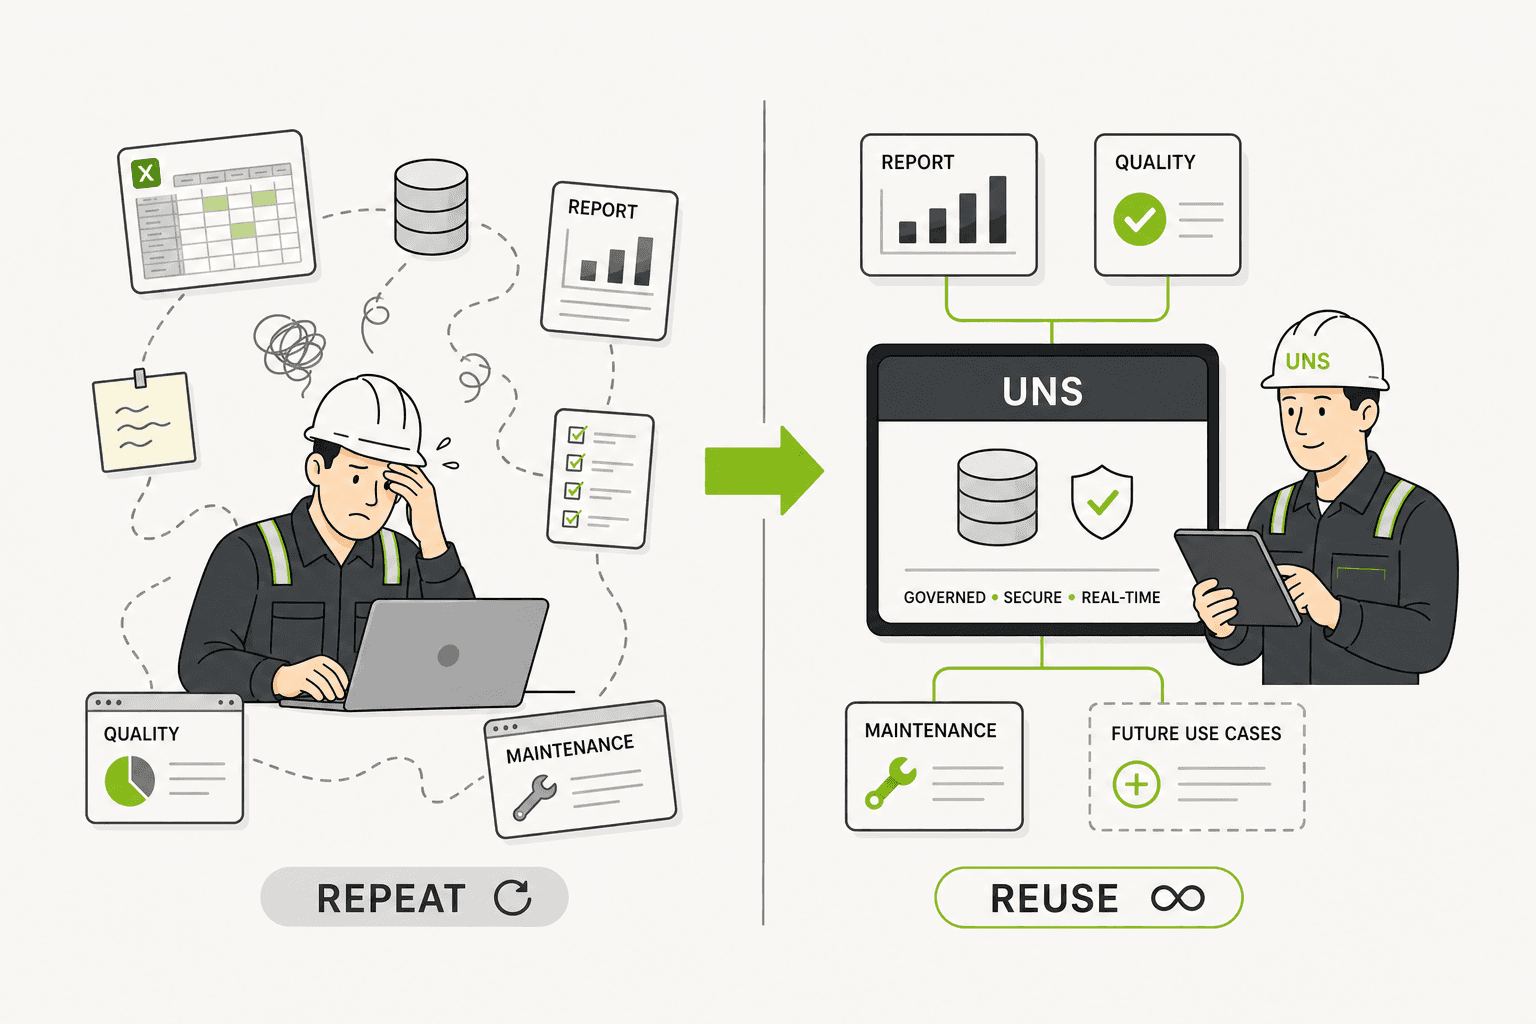 X
REPORT
QUALITY
MAINTENANCE
REPEAT
REPORT
QUALITY
UNS
UNS
GOVERNED • SECURE • REAL-TIME
MAINTENANCE
FUTURE USE CASES
REUSE